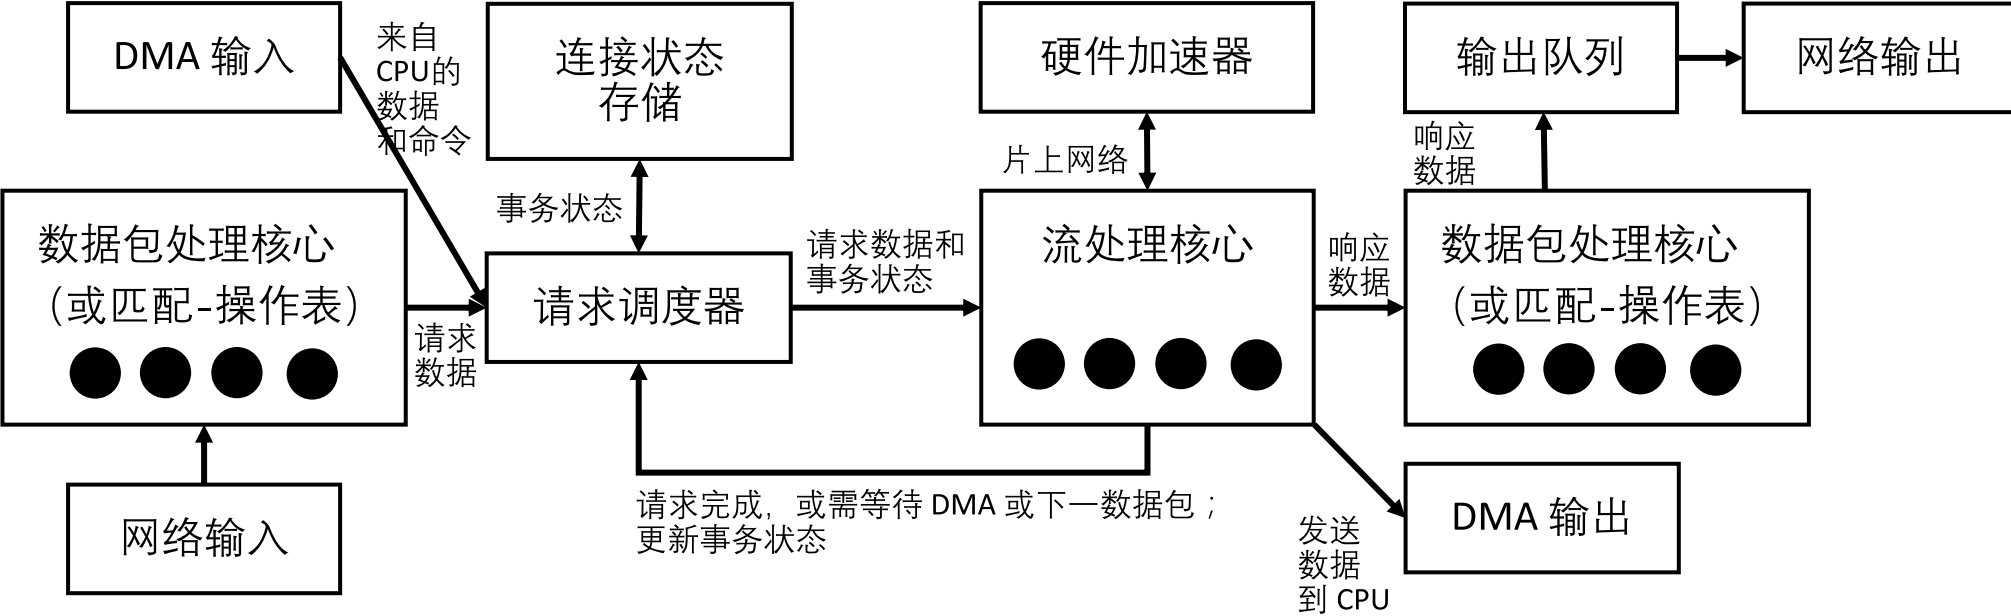 DMA 输入
来自
CPU的
数据
和命令
连接状态
存储
硬件加速器
输出队列
网络输出
事务状态
片上网络
响应
数据
数据包处理核心
（或匹配-操作表）
请求
数据
请求调度器
请求数据和
事务状态
流处理核心
响应
数据
数据包处理核心
（或匹配-操作表）
网络输入
请求完成，或需等待 DMA 或下一数据包；
更新事务状态
发送
数据
到 CPU
DMA 输出